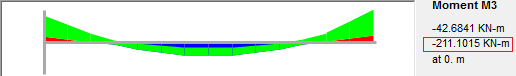 Moment M3
-42.6841 KN-m
-211.1015 KN-m
at 0. m